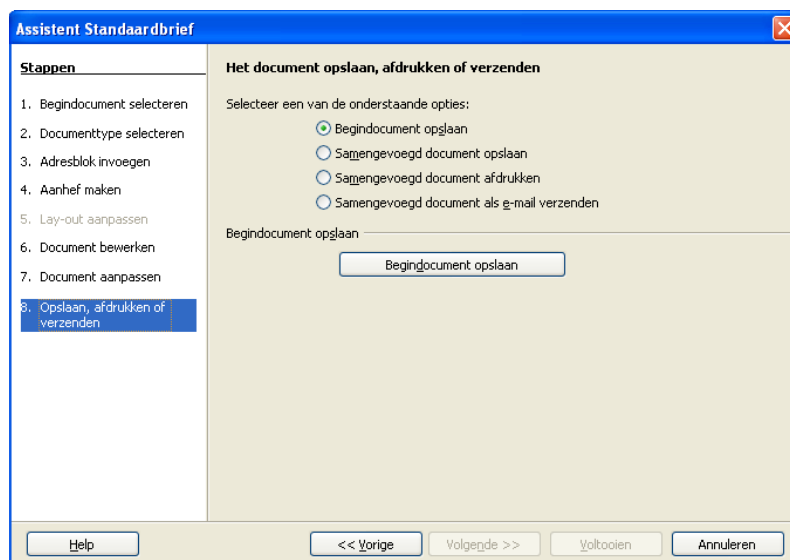 Assistent Standaardbrief
Stappen
1. Begindocument selecteren
2. Documenttype selecteren
3. Adresblok invoegen
4. Aanhef maken
5. Lay-out aanpassen
6. Document bewerken
7. Document aanpassen
8. Opslaan, afdrukken of
verzenden
Het document opslaan, afdrukken of verzenden
Selecteer een van de onderstaande opties:
Begindocument opslaan
Samengevoegd document opslaan
Samengevoegd document afdrukken
Samengevoegd document als e-mail verzenden
Begindocument opslaan
Begindocument opslaan
Help
<< Vorige
Volgende >>
Voltooien
Annuleren